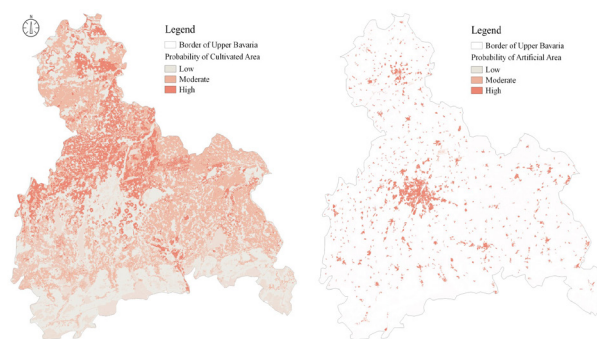 N
Legend
Border of Upper Bavaria
Probability of Cultivated Area
Low
Moderate
High
Legend
Border of Upper Bavaria
Probability of Artificial Area
Low
Moderate
High